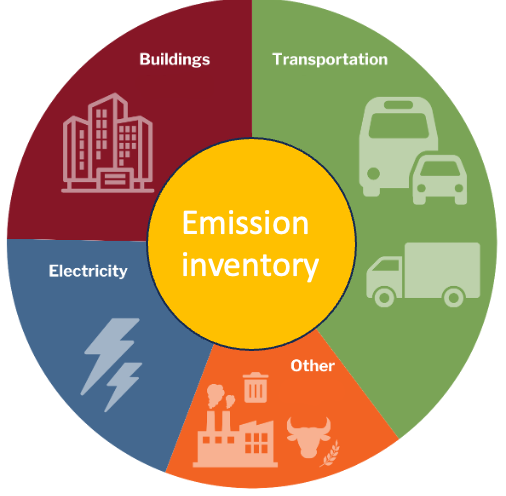 Buildings
Transportation
Emission
inventory
Electricity
Other